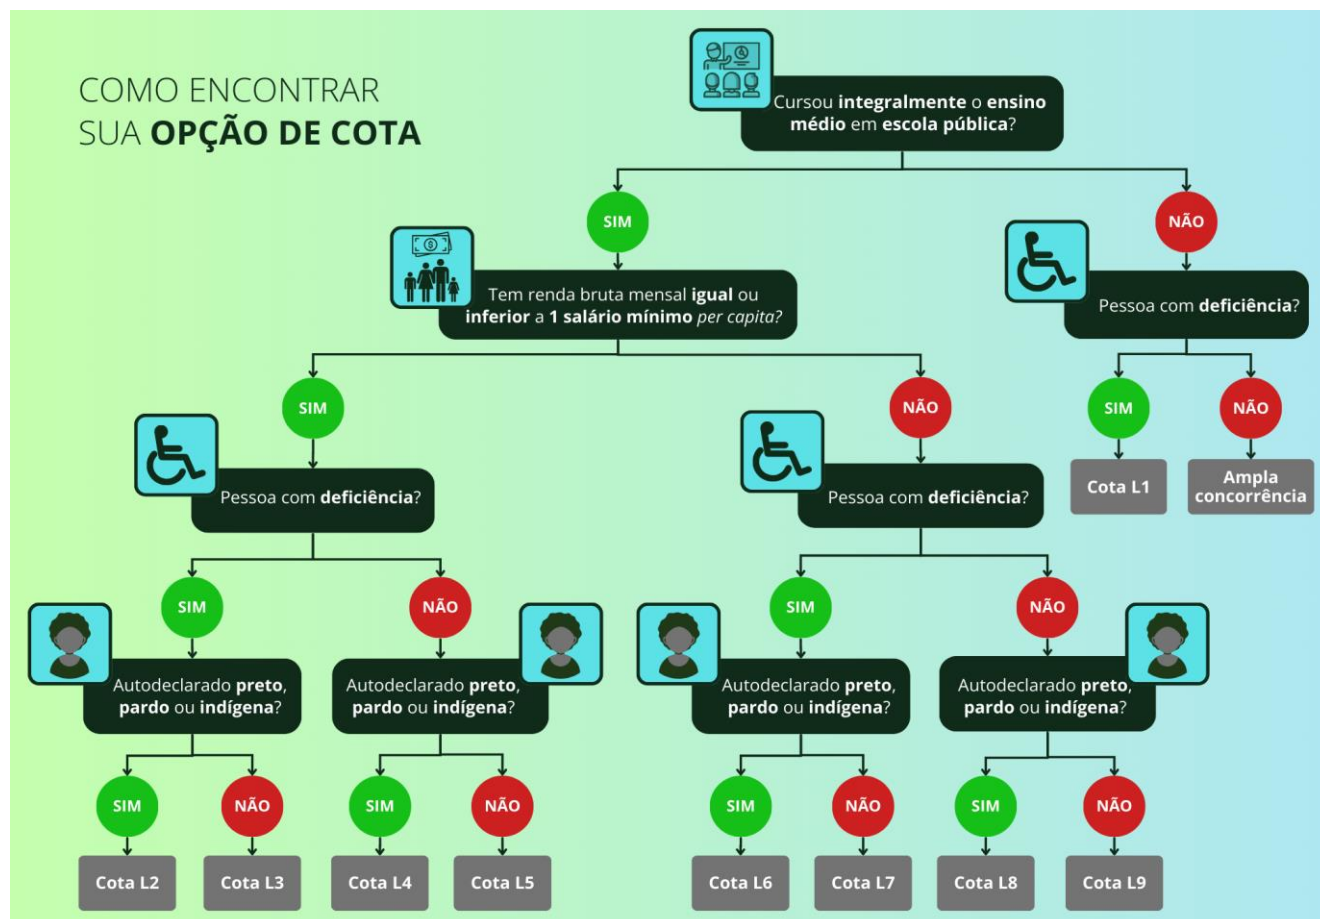 COMO ENCONTRAR
SUA OPÇÃO DE COTA
Cursou integralmente o ensino
médio em escola pública?
SIM
NÃO
Tem renda bruta mensal igual ou
inferior a 1 salário mínimo per capita?
Pessoa com deficiência?
SIM
NÃO
SIM
NÃO
Cota L1
Ampla
concorrência
Pessoa com deficiência?
Pessoa com deficiência?
SIM
NÃO
SIM
NÃO
Autodeclarado preto,
pardo ou indígena?
Autodeclarado preto,
pardo ou indígena?
Autodeclarado preto,
pardo ou indígena?
Autodeclarado preto,
pardo ou indígena?
SIM
NÃO
SIM
NÃO
SIM
NÃO
SIM
NÃO
Cota L2
Cota L3
Cota L4
Cota L5
Cota L6
Cota L7
Cota L8
Cota L9